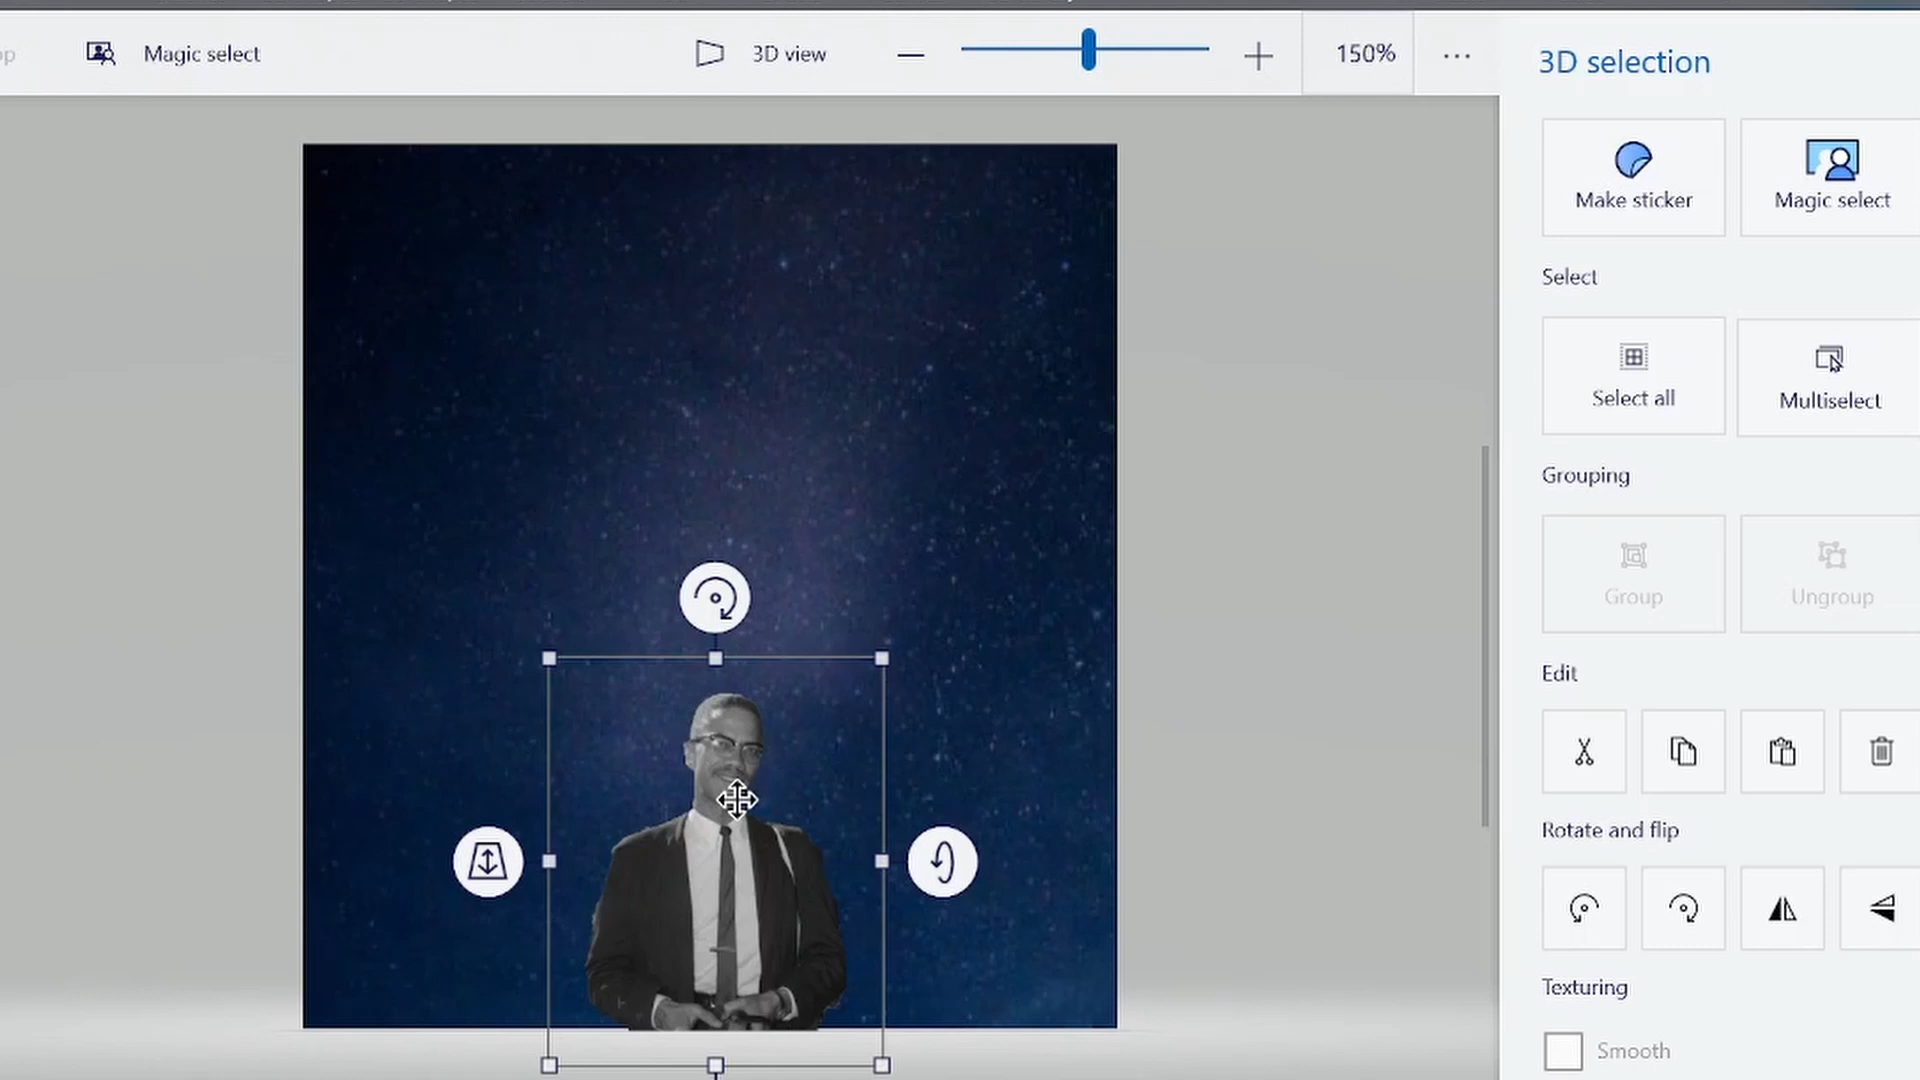 op
Magic select
3D view
150%
3D selection
Make sticker
Magic select
Select
Select all
Multiselect
Grouping
Group
Ungroup
Edit
Rotate and flip
Texturing
Smooth